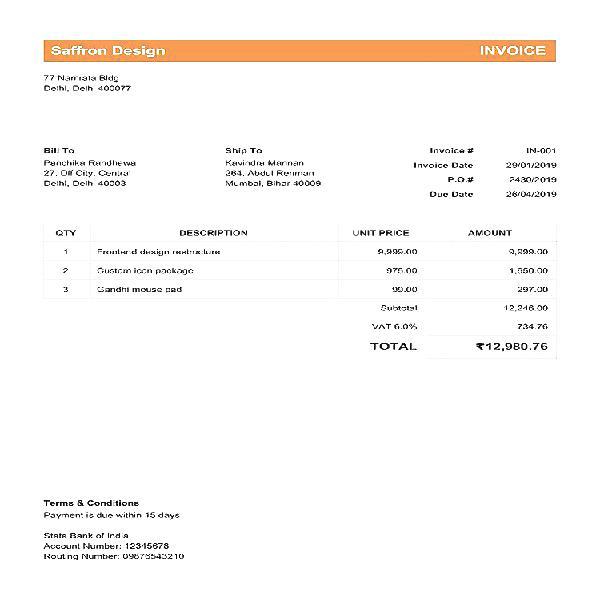 Saffron Design INVOICE
77 Namrata Bldg
Delhi, Delhi 400077
Bill To Ship To Invoice # IN-001
Panchika Randhewa Kavindra Mannan Invoice Date 29/01/2019
27, Dlf City, Central 264, Abdul Rehman P.O.# 2430/2019
Delhi, Delhi 40003 Mumbai, Bihar 40009 Due Date 26/04/2019
QTY DESCRIPTION UNIT PRICE AMOUNT
1 Frontend design restructure 9,999.00 9,999.00
2 Custom icon package 975.00 1,950.00
3 Gandhi mouse pad 99.00 297.00
Subtotal 12,246.00
VAT 6.0% 734.76
TOTAL ₹12,980.76
Terms & Conditions
Payment is due within 15 days
State Bank of India
Account Number: 12345678
Routing Number: 09876543210